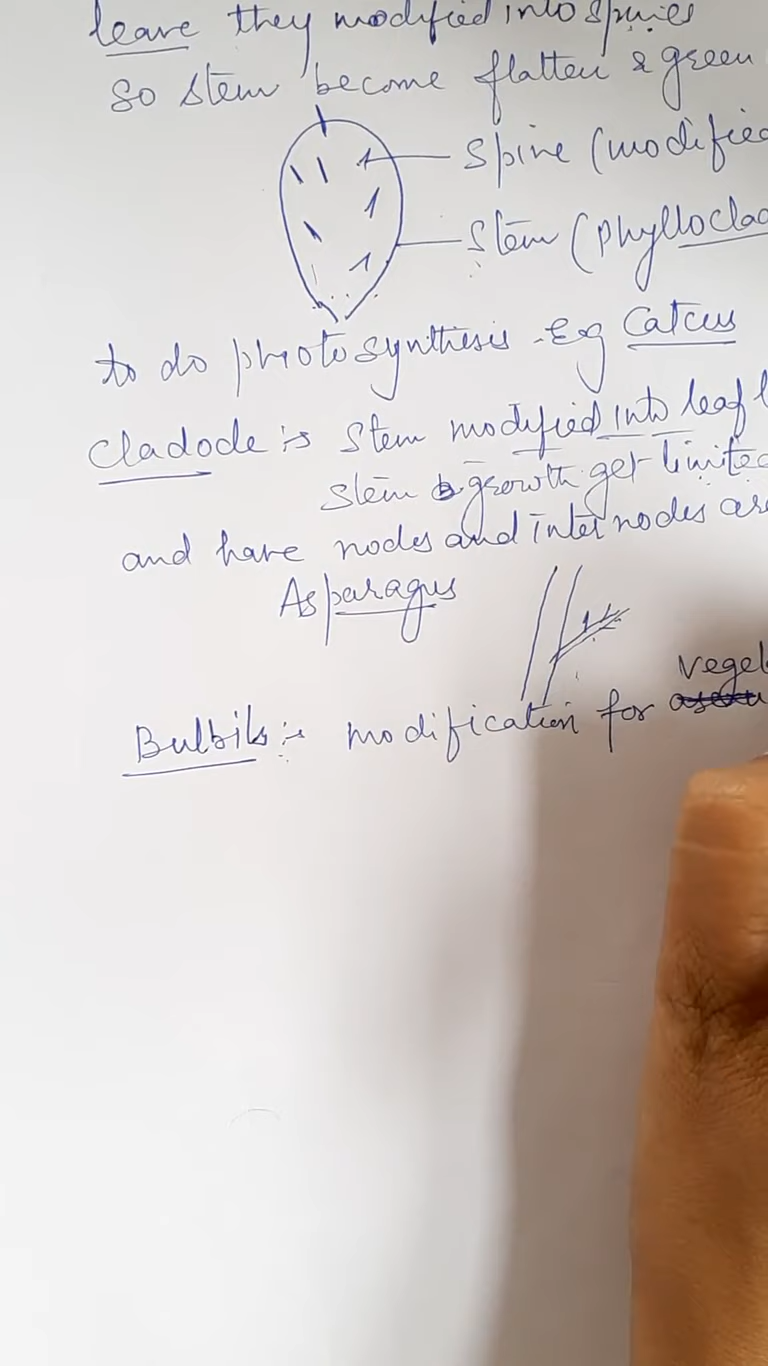 leave they modified into spines
so stem become flatten & green
spine (modified
stem (phylloclad
to do photosynthesis . Eg Catcus
Cladode is stem modified into leaf l
stem growth get limited
and have nodes and internodes are
Asparagus
vegel
Bulbils :- modification for